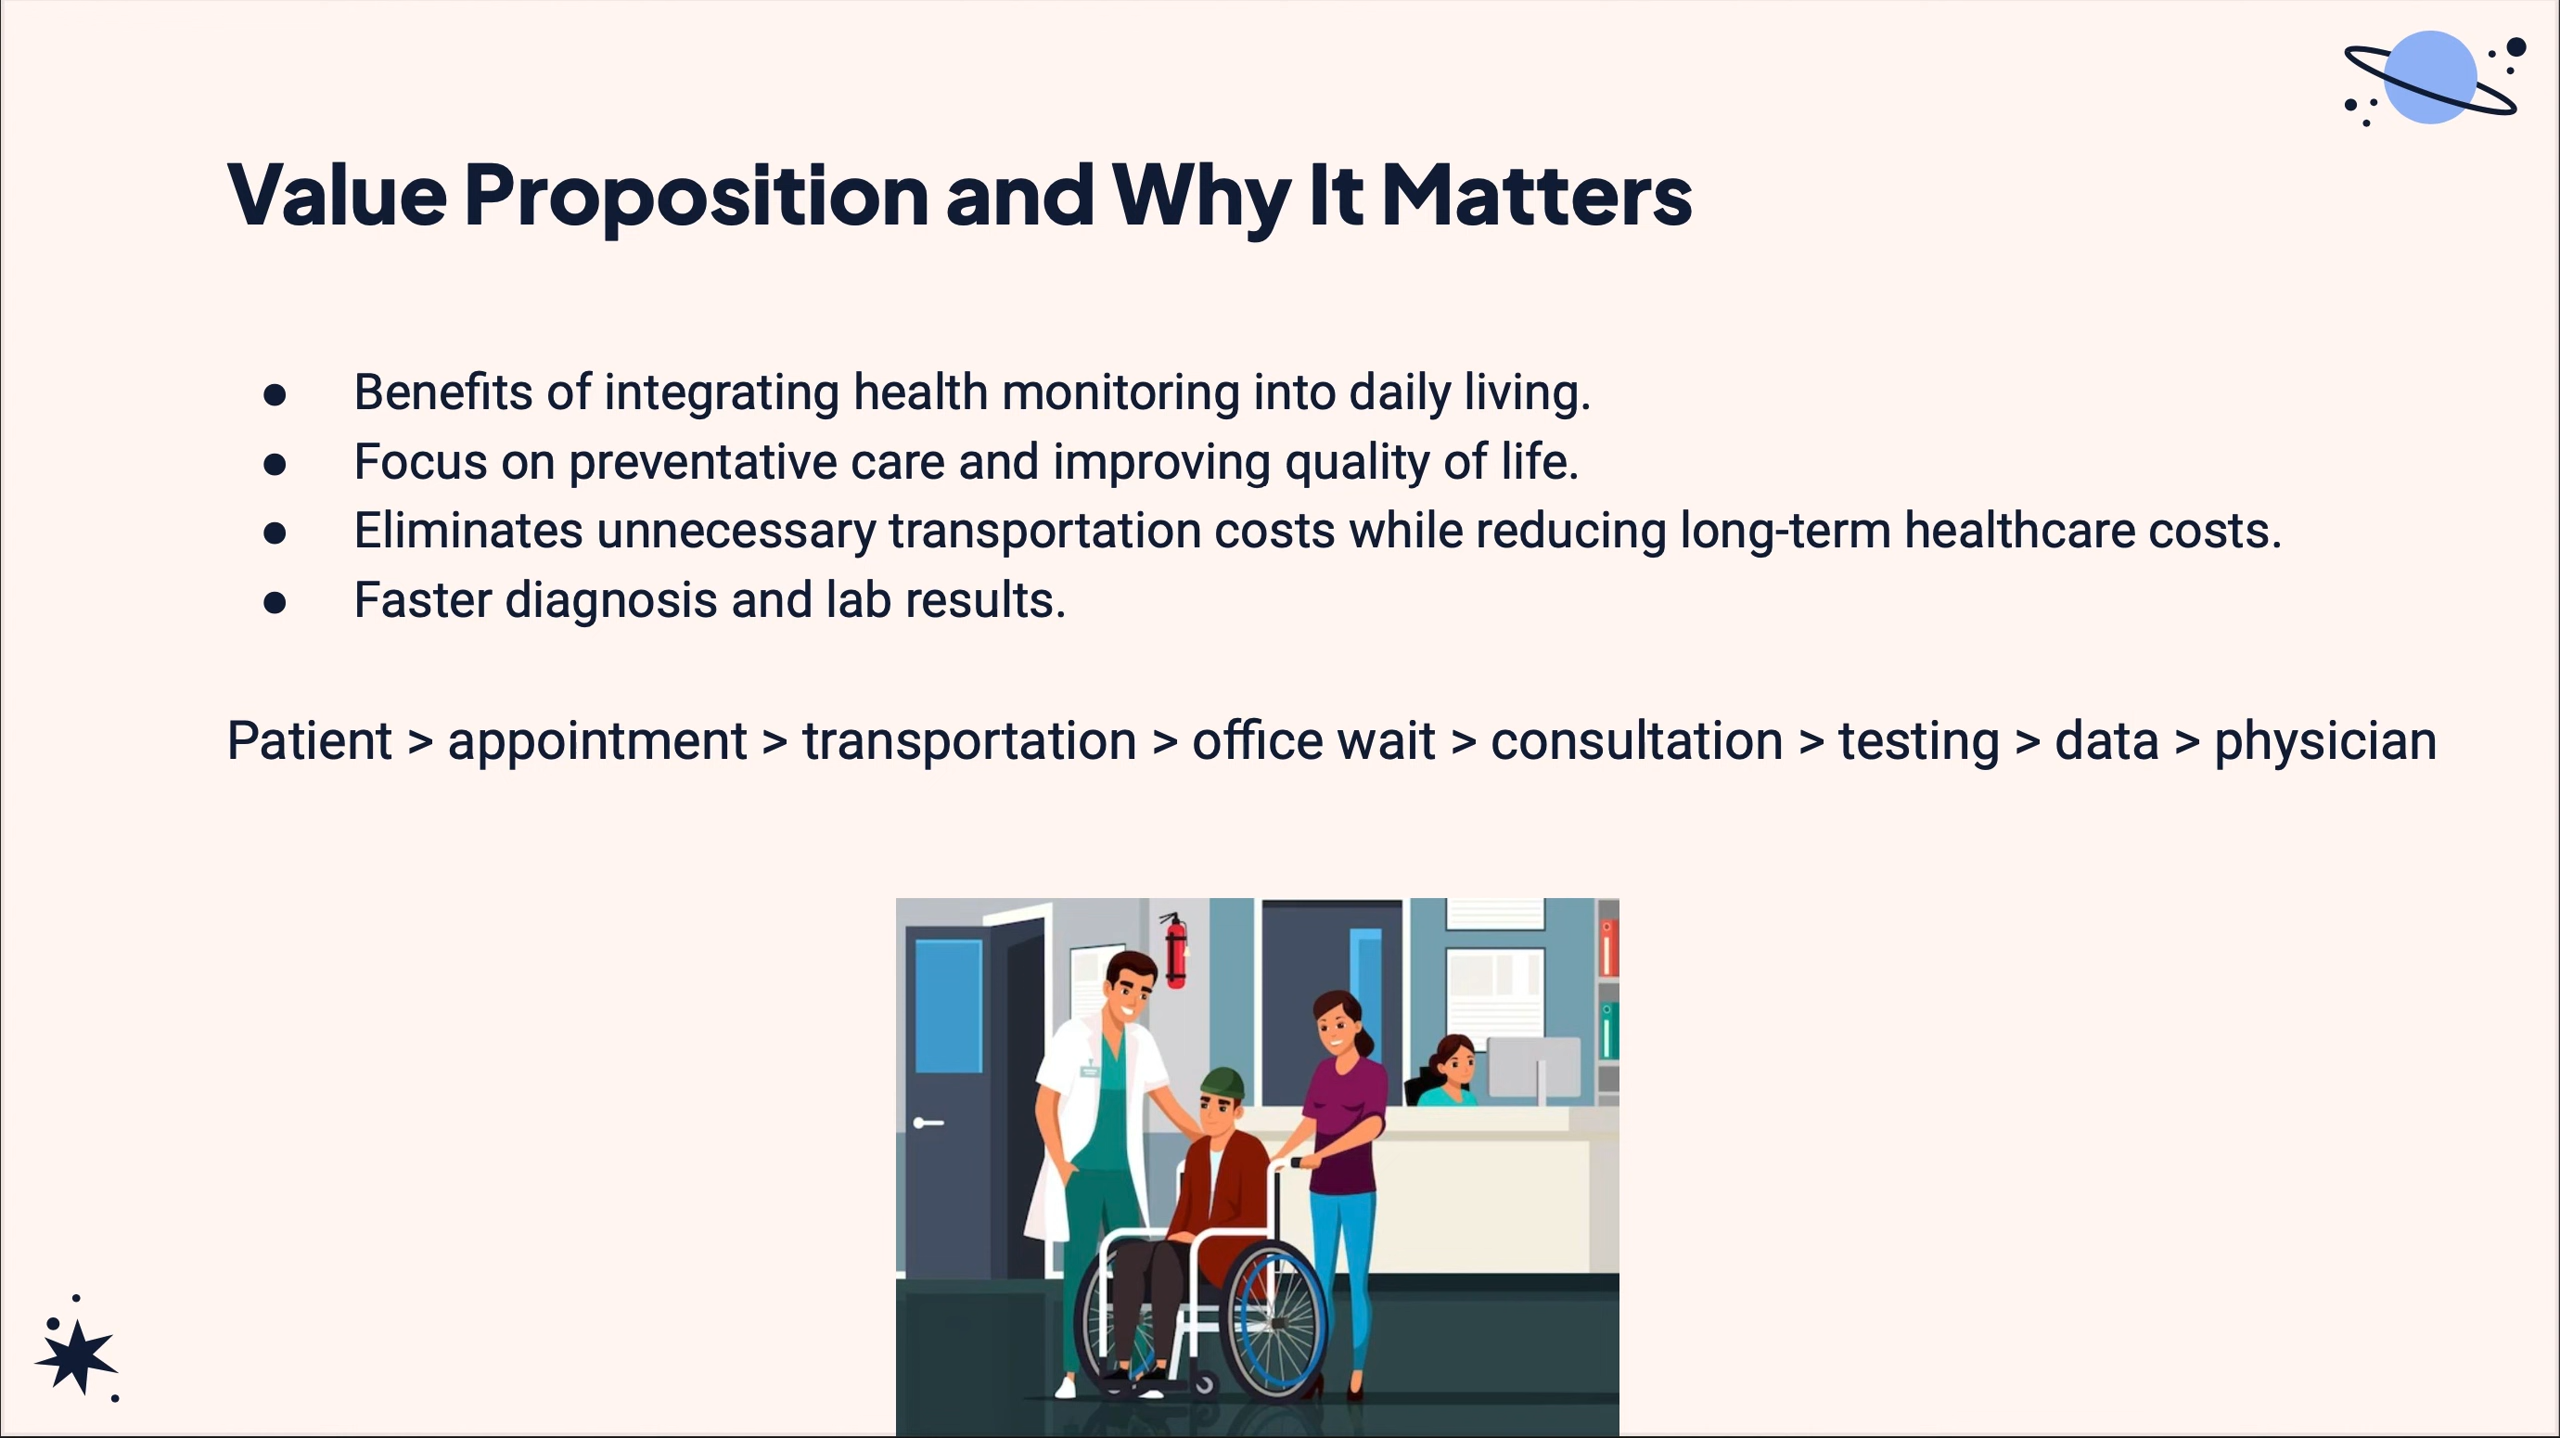 Value Proposition and Why It Matters
● Benefits of integrating health monitoring into daily living.
● Focus on preventative care and improving quality of life.
● Eliminates unnecessary transportation costs while reducing long-term healthcare costs.
● Faster diagnosis and lab results.
Patient > appointment > transportation > office wait > consultation > testing > data > physician